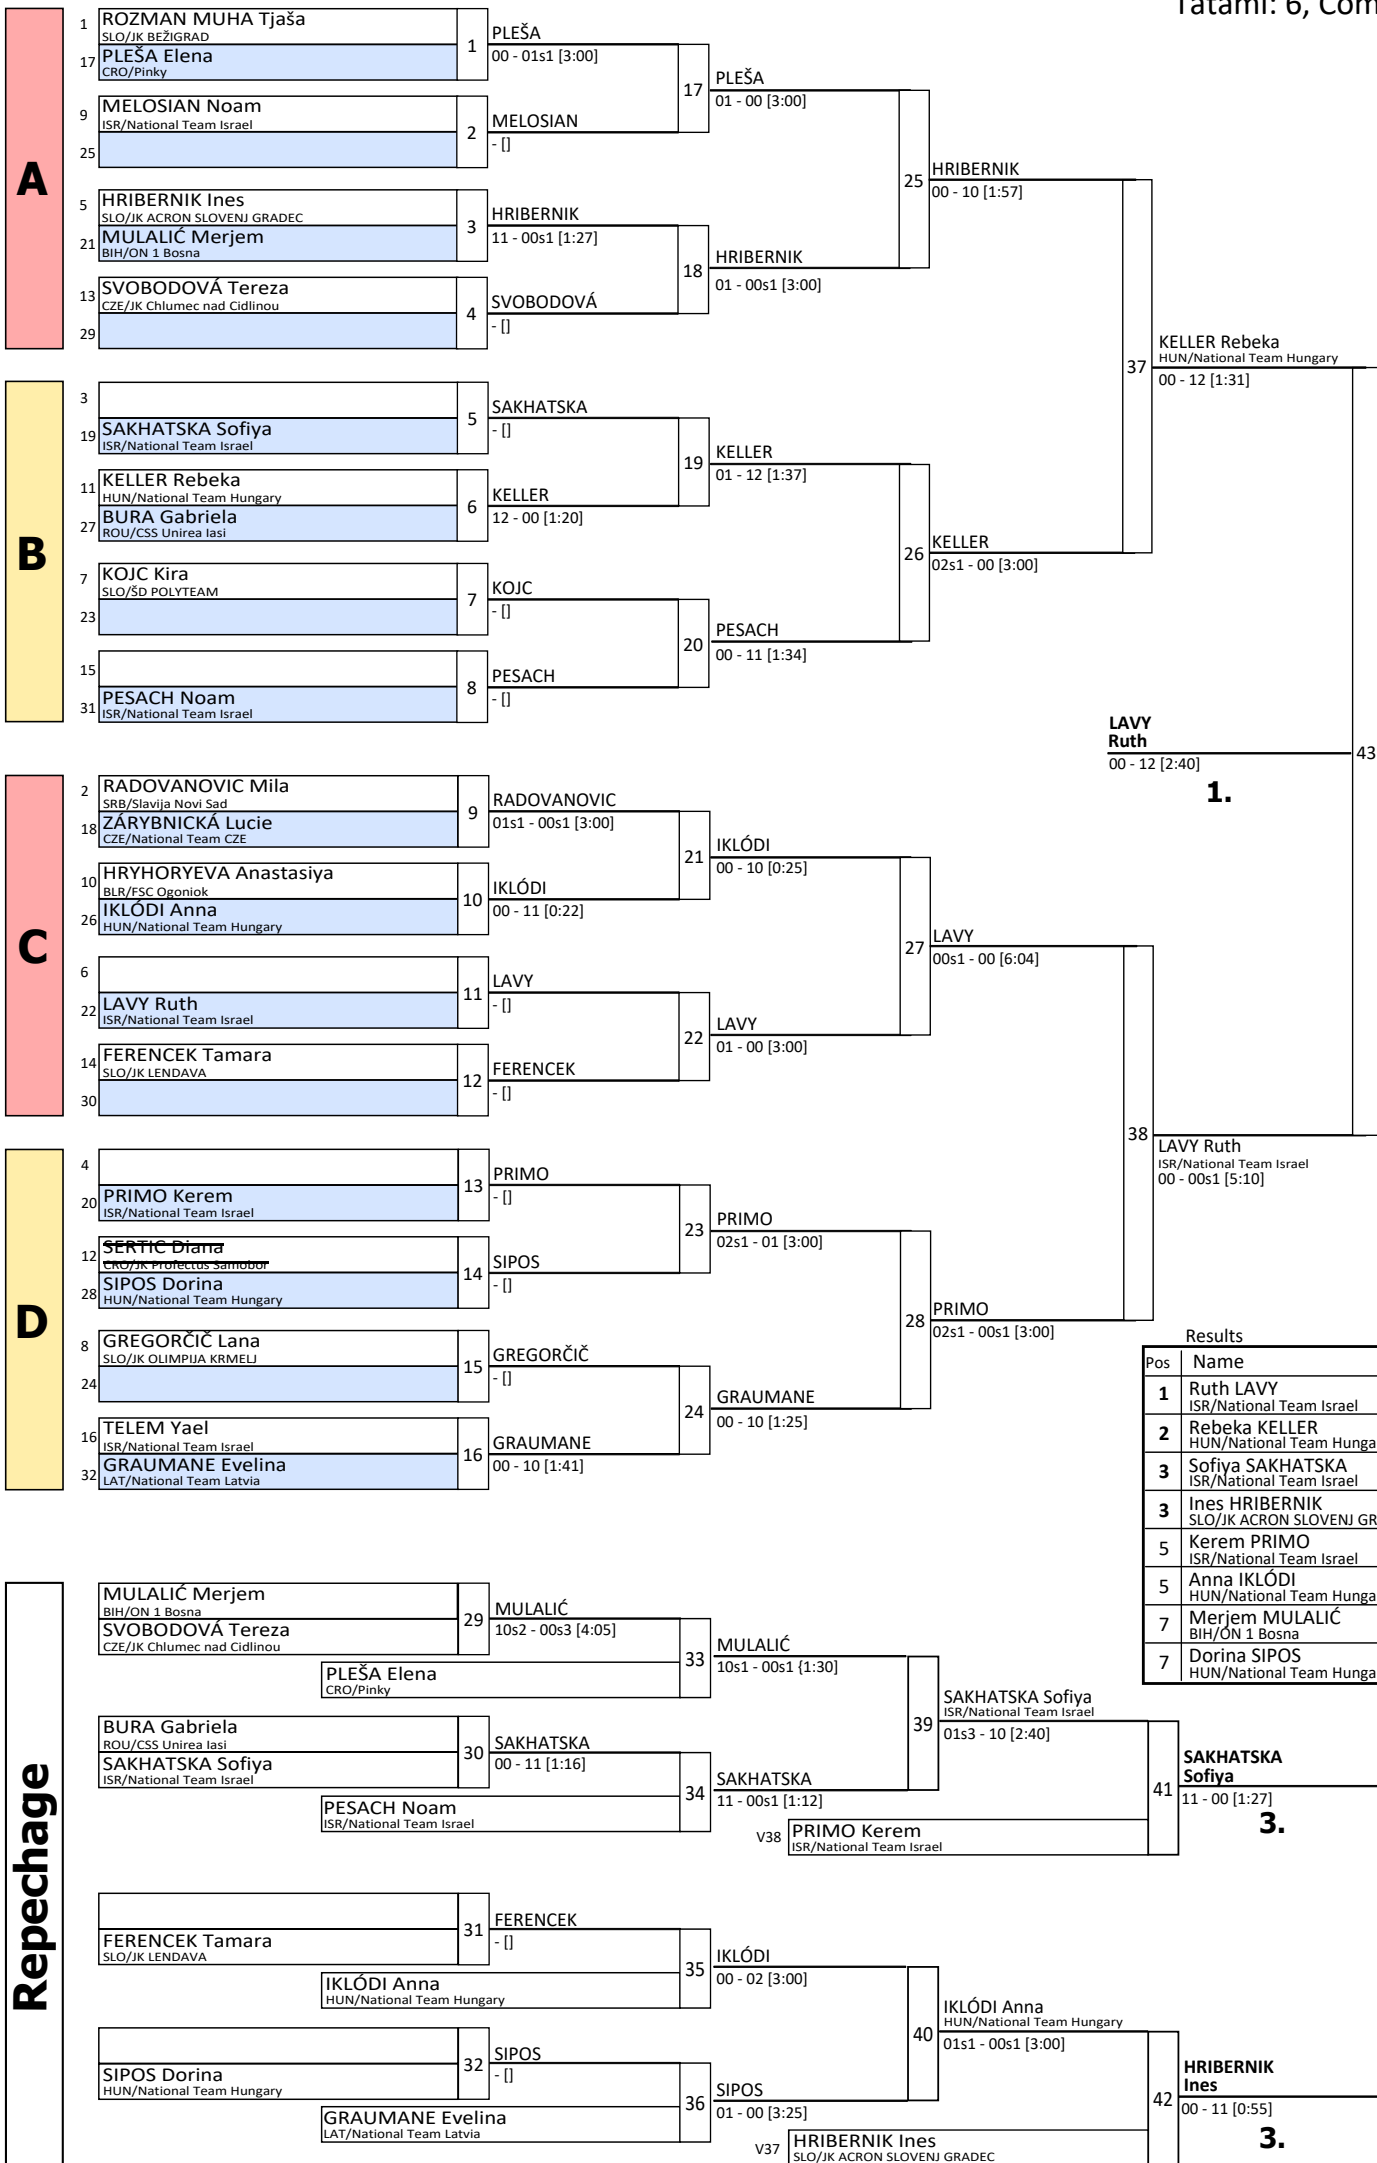 Tatami: 6, Com
A
1 ROZMAN MUHA Tjaša
SLO/JK BEŽIGRAD
17 PLEŠA Elena
CRO/Pinky
1
PLEŠA
00 - 01s1 [3:00]
9 MELOSIAN Noam
ISR/National Team Israel
25
2
MELOSIAN
- []
17
PLEŠA
01 - 00 [3:00]
5 HRIBERNIK Ines
SLO/JK ACRON SLOVENJ GRADEC
21 MULALIĆ Merjem
BIH/ON 1 Bosna
3
HRIBERNIK
11 - 00s1 [1:27]
13 SVOBODOVÁ Tereza
CZE/JK Chlumec nad Cidlinou
29
4
SVOBODOVÁ
- []
18
HRIBERNIK
01 - 00s1 [3:00]
25
HRIBERNIK
00 - 10 [1:57]
B
3
19 SAKHATSKA Sofiya
ISR/National Team Israel
5
SAKHATSKA
- []
11 KELLER Rebeka
HUN/National Team Hungary
27 BURA Gabriela
ROU/CSS Unirea Iasi
6
KELLER
12 - 00 [1:20]
19
KELLER
01 - 12 [1:37]
7 KOJC Kira
SLO/ŠD POLYTEAM
23
7
KOJC
- []
15
31 PESACH Noam
ISR/National Team Israel
8
PESACH
- []
20
PESACH
00 - 11 [1:34]
26
KELLER
02s1 - 00 [3:00]
37
KELLER Rebeka
HUN/National Team Hungary
00 - 12 [1:31]
LAVY
Ruth
00 - 12 [2:40]
1.
43
C
2 RADOVANOVIC Mila
SRB/Slavija Novi Sad
18 ZÁRYBNICKÁ Lucie
CZE/National Team CZE
9
RADOVANOVIC
01s1 - 00s1 [3:00]
10 HRYHORYEVA Anastasiya
BLR/FSC Ogoniok
26 IKLÓDI Anna
HUN/National Team Hungary
10
IKLÓDI
00 - 11 [0:22]
21
IKLÓDI
00 - 10 [0:25]
6
22 LAVY Ruth
ISR/National Team Israel
11
LAVY
- []
14 FERENCEK Tamara
SLO/JK LENDAVA
30
12
FERENCEK
- []
22
LAVY
01 - 00 [3:00]
27
LAVY
00s1 - 00 [6:04]
D
4
20 PRIMO Kerem
ISR/National Team Israel
13
PRIMO
- []
12 SERTIC Diana
CRO/JK Profectus Samobor
28 SIPOS Dorina
HUN/National Team Hungary
14
SIPOS
- []
23
PRIMO
02s1 - 01 [3:00]
8 GREGORČIČ Lana
SLO/JK OLIMPIJA KRMELJ
24
15
GREGORČIČ
- []
16 TELEM Yael
ISR/National Team Israel
32 GRAUMANE Evelina
LAT/National Team Latvia
16
GRAUMANE
00 - 10 [1:41]
24
GRAUMANE
00 - 10 [1:25]
28
PRIMO
02s1 - 00s1 [3:00]
38
LAVY Ruth
ISR/National Team Israel
00 - 00s1 [5:10]
Results
Pos Name
1 Ruth LAVY
ISR/National Team Israel
2 Rebeka KELLER
HUN/National Team Hunga
3 Sofiya SAKHATSKA
ISR/National Team Israel
3 Ines HRIBERNIK
SLO/JK ACRON SLOVENJ GR
5 Kerem PRIMO
ISR/National Team Israel
5 Anna IKLÓDI
HUN/National Team Hunga
7 Merjem MULALIĆ
BIH/ON 1 Bosna
7 Dorina SIPOS
HUN/National Team Hunga
Repechage
MULALIĆ Merjem
BIH/ON 1 Bosna
SVOBODOVÁ Tereza
CZE/JK Chlumec nad Cidlinou
29
MULALIĆ
10s2 - 00s3 [4:05]
PLEŠA Elena
CRO/Pinky
33
MULALIĆ
10s1 - 00s1 {1:30]
BURA Gabriela
ROU/CSS Unirea Iasi
SAKHATSKA Sofiya
ISR/National Team Israel
30
SAKHATSKA
00 - 11 [1:16]
PESACH Noam
ISR/National Team Israel
34
SAKHATSKA
11 - 00s1 [1:12]
39
SAKHATSKA Sofiya
ISR/National Team Israel
01s3 - 10 [2:40]
V38 PRIMO Kerem
ISR/National Team Israel
41
SAKHATSKA
Sofiya
11 - 00 [1:27]
3.
FERENCEK Tamara
SLO/JK LENDAVA
31
FERENCEK
- []
IKLÓDI Anna
HUN/National Team Hungary
35
IKLÓDI
00 - 02 [3:00]
SIPOS Dorina
HUN/National Team Hungary
32
SIPOS
- []
GRAUMANE Evelina
LAT/National Team Latvia
36
SIPOS
01 - 00 [3:25]
40
IKLÓDI Anna
HUN/National Team Hungary
01s1 - 00s1 [3:00]
V37 HRIBERNIK Ines
SLO/JK ACRON SLOVENJ GRADEC
42
HRIBERNIK
Ines
00 - 11 [0:55]
3.